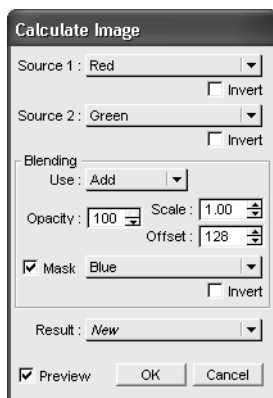 Calculate Image
Source 1 : Red
Invert
Source 2 : Green
Invert
Blending
Use : Add
Opacity : 100 Scale : 1.00
Offset : 128
Mask Blue
Invert
Result : New
Preview OK Cancel